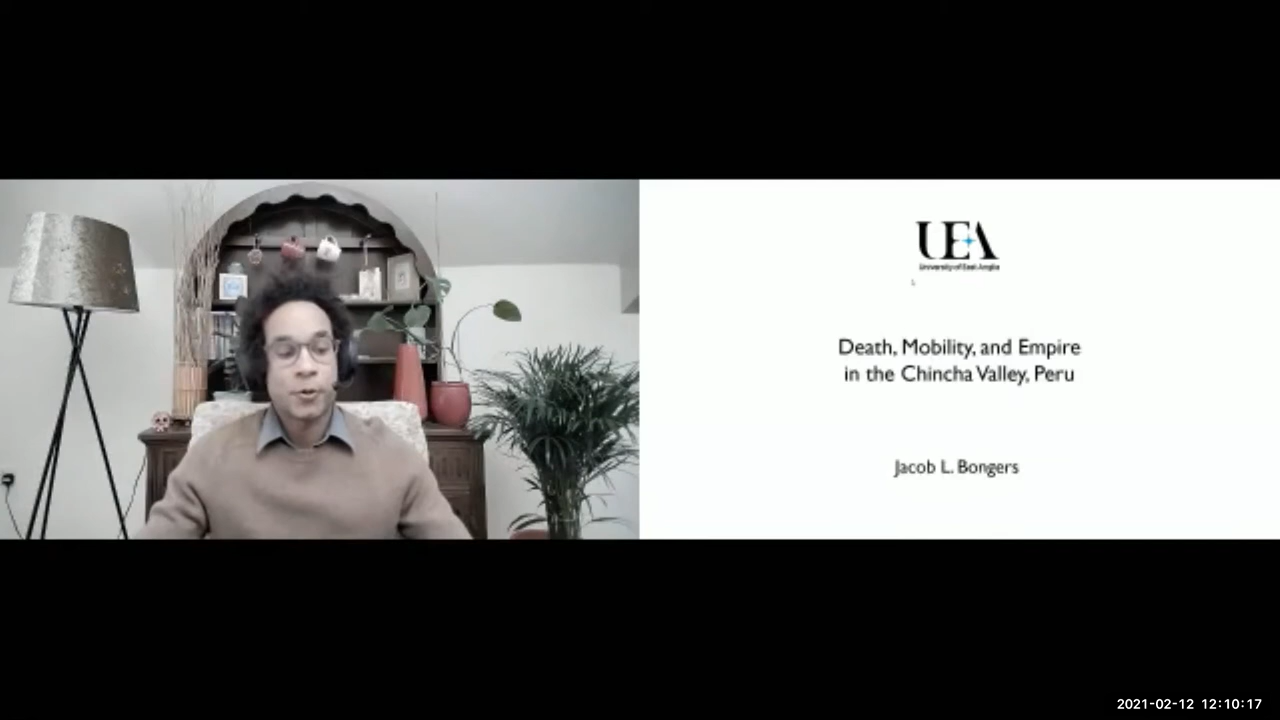 UEA
University of East Anglia
Death, Mobility, and Empire
in the Chincha Valley, Peru
Jacob L. Bongers
2021-02-12 12:10:17